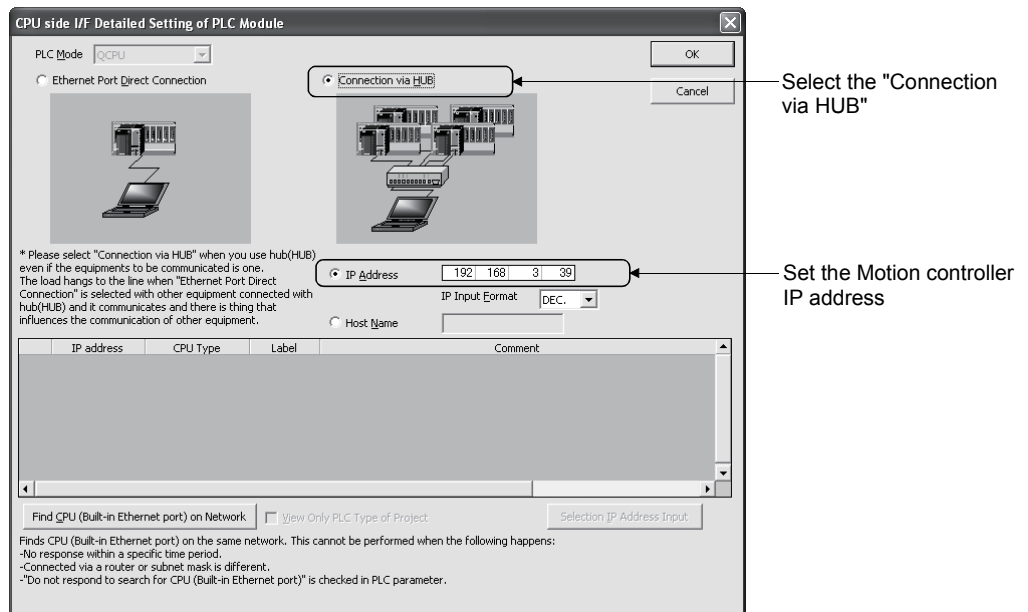 CPU side I/F Detailed Setting of PLC Module
PLC Mode QCPU
OK
Ethernet Port Direct Connection
Connection via HUB
Cancel
Select the "Connection
via HUB"
* Please select "Connection via HUB" when you use hub(HUB)
even if the equipments to be communicated is one.
The load hangs to the line when "Ethernet Port Direct
Connection" is selected with other equipment connected with
hub(HUB) and it communicates and there is thing that
influences the communication of other equipment.
IP Address 192 168 3 39
Set the Motion controller
IP address
IP Input Format DEC.
Host Name
IP address CPU Type Label Comment
Find CPU (Built-in Ethernet port) on Network
View Only PLC Type of Project
Selection IP Address Input
Finds CPU (Built-in Ethernet port) on the same network. This cannot be performed when the following happens:
-No response within a specific time period.
-Connected via a router or subnet mask is different.
-"Do not respond to search for CPU (Built-in Ethernet port)" is checked in PLC parameter.